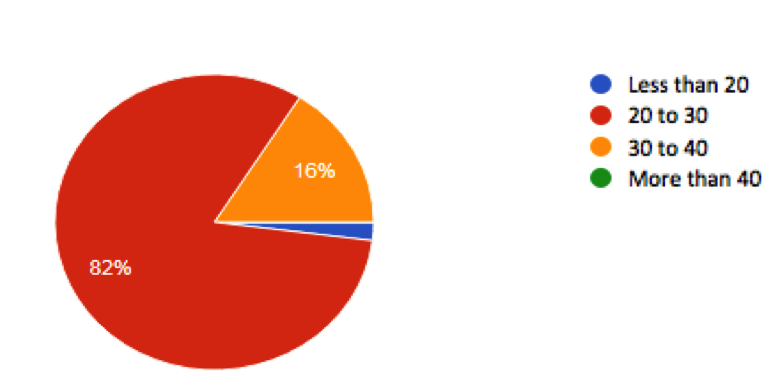 Less than 20
20 to 30
30 to 40
More than 40
16%
82%